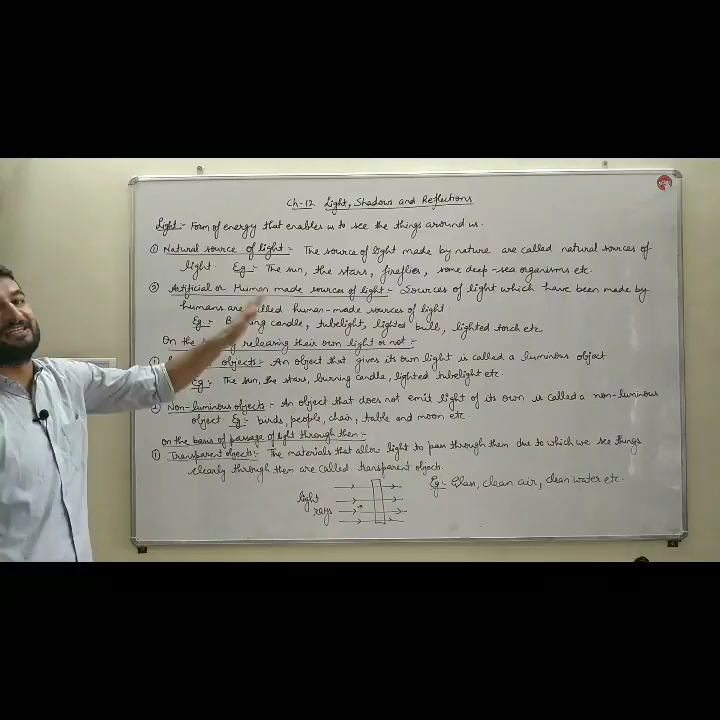 Ch-12 Light, Shadows and Reflections
Light:- Form of energy that enables us to see the things around us.
① Natural source of light:- The source of light made by nature are called natural sources of
light. Eg:- The sun, the stars, fireflies, some deep-sea organisms etc.
② Artificial or Human made sources of light:- Sources of light which have been made by
humans are called human-made sources of light.
Eg:- candle, tubelight, lighted bulb, lighted torch etc
On the releasing their own light or not:-
objects:- An object that gives its own light is called a luminous object
Eg:- The sun, the stars, burning candle, lighted tubelight etc.
Non-luminous objects:- An object that does not emit light of its own is called a non-luminous
object Eg:- birds, people, chair, table and moon etc.
On the basis of passage of light through them:-
① Transparent objects:- The materials that allow light to pass through them due to which we see things
clearly through them are called transparent objects.
Eg:- Glass, clean air, clean water etc.
light
rays